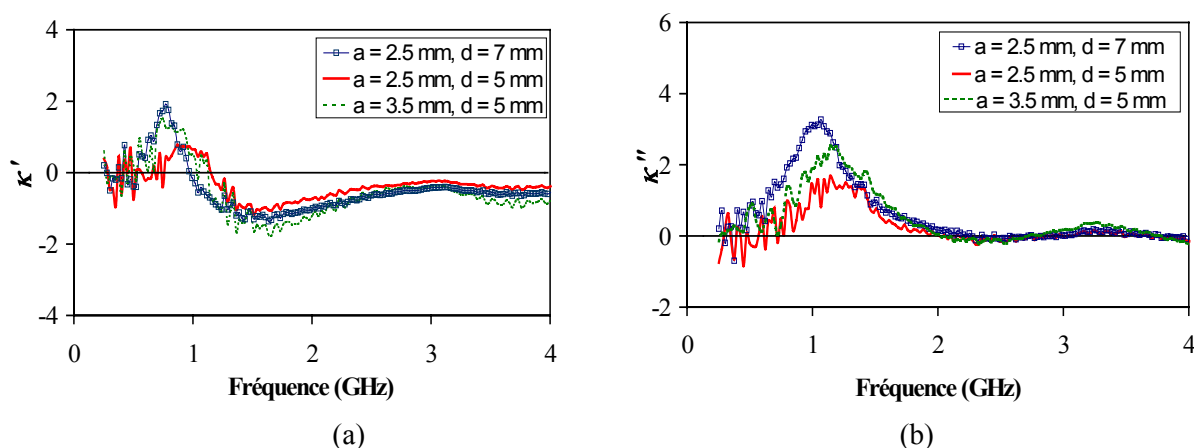 4
2
0
-2
-4
κ′
a = 2.5 mm, d = 7 mm
a = 2.5 mm, d = 5 mm
a = 3.5 mm, d = 5 mm
0 1 2 3 4
Fréquence (GHz)
(a)
6
4
2
0
-2
κ″
a = 2.5 mm, d = 7 mm
a = 2.5 mm, d = 5 mm
a = 3.5 mm, d = 5 mm
0 1 2 3 4
Fréquence (GHz)
(b)